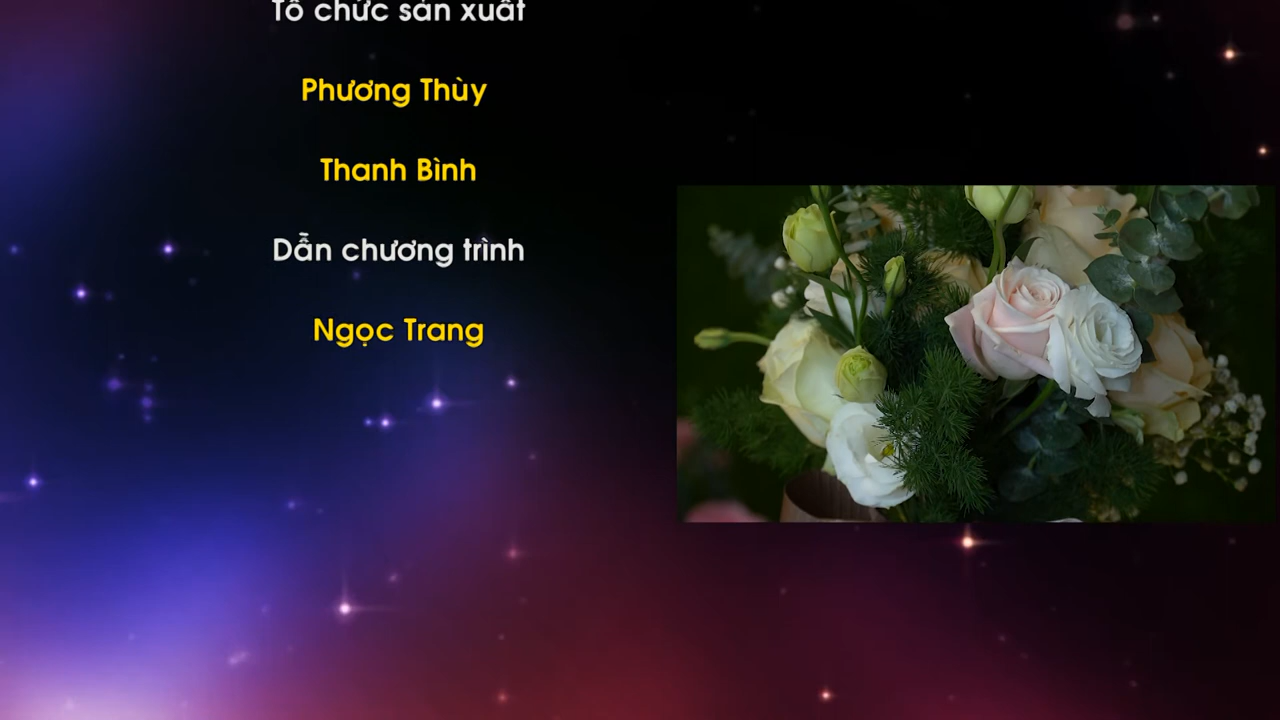 Tổ chức sản xuất
Phương Thùy
Thanh Bình
Dẫn chương trình
Ngọc Trang